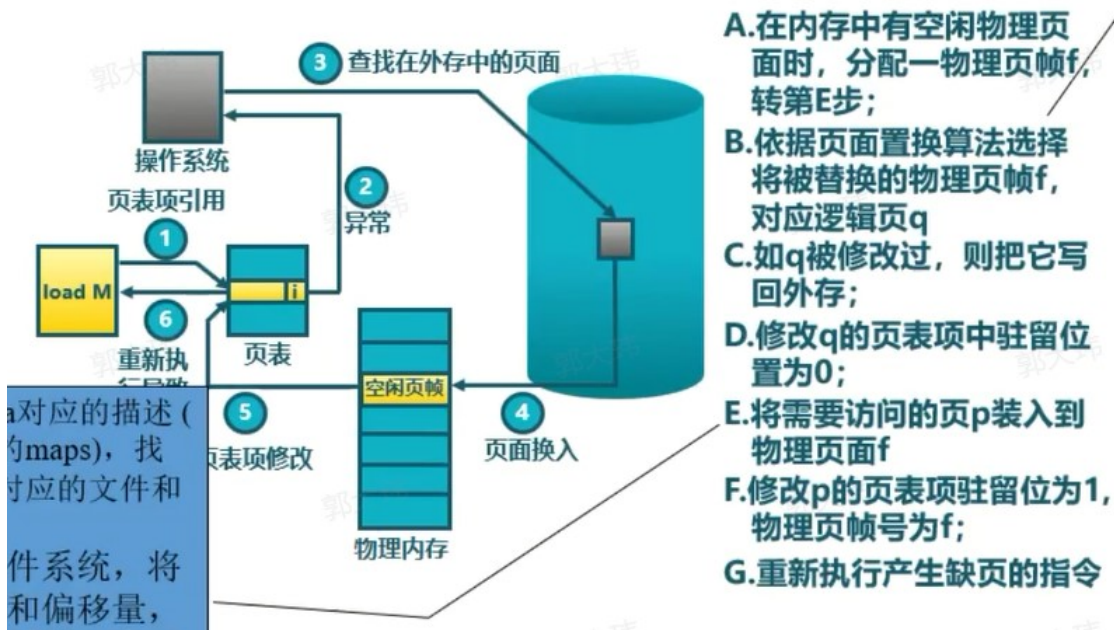 3 查找在外存中的页面
操作系统
页表项引用
2
异常
1
load M
i
6
重新执
行导致
页表
空闲页帧
5
页表项修改
4
页面换入
物理内存
a对应的描述 (
的maps)，找
对应的文件和
件系统，将
和偏移量，
A.在内存中有空闲物理页
面时，分配一物理页帧f，
转第E步；
B.依据页面置换算法选择
将被替换的物理页帧f，
对应逻辑页q
C.如q被修改过，则把它写
回外存；
D.修改q的页表项中驻留位
置为0；
E.将需要访问的页p装入到
物理页面f
F.修改p的页表项驻留位为1，
物理页帧号为f；
G.重新执行产生缺页的指令
郭大玮